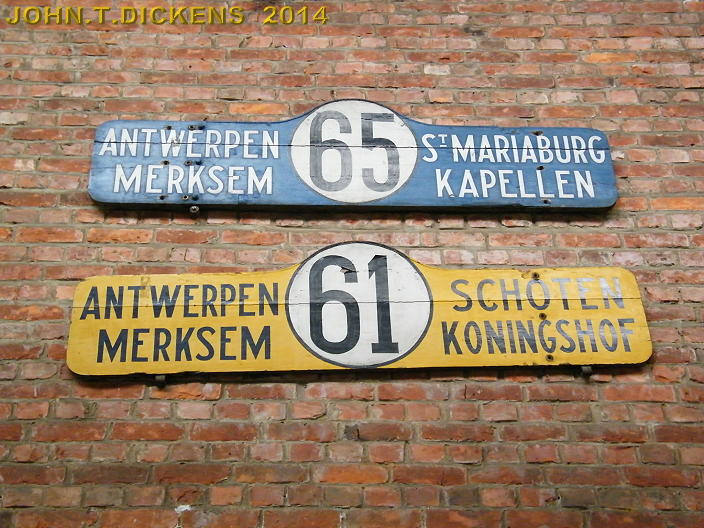 JOHN.T.DICKENS 2014
ANTWERPEN 65 ST MARIABURG
MERKSEM KAPELLEN
ANTWERPEN 61 SCHOTEN
MERKSEM KONINGSHOF